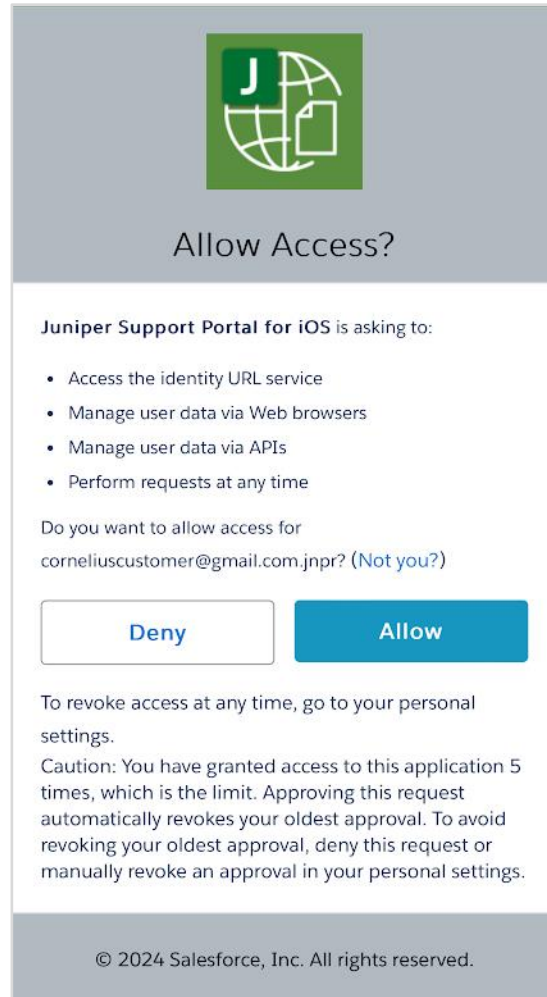 J
Allow Access?
Juniper Support Portal for iOS is asking to:
• Access the identity URL service
• Manage user data via Web browsers
• Manage user data via APIs
• Perform requests at any time
Do you want to allow access for
corneliuscustomer@gmail.com.jnpr? (Not you?)
Deny
Allow
To revoke access at any time, go to your personal
settings.
Caution: You have granted access to this application 5
times, which is the limit. Approving this request
automatically revokes your oldest approval. To avoid
revoking your oldest approval, deny this request or
manually revoke an approval in your personal settings.
© 2024 Salesforce, Inc. All rights reserved.